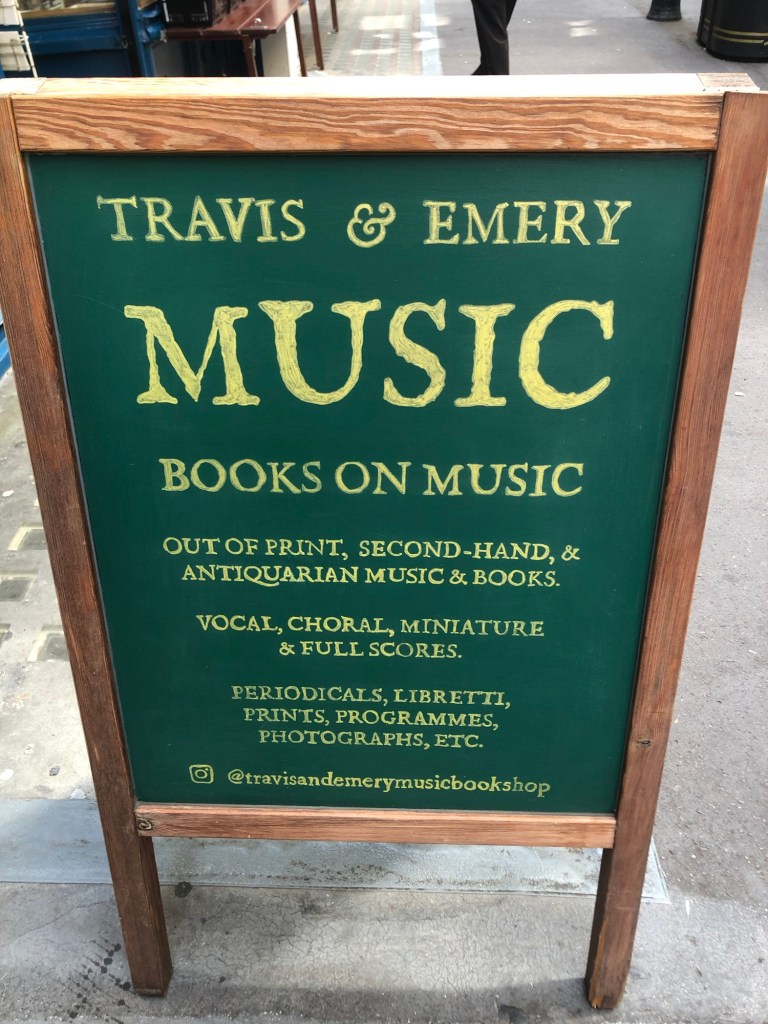 TRAVIS & EMERY
MUSIC
BOOKS ON MUSIC
OUT OF PRINT, SECOND-HAND, &
ANTIQUARIAN MUSIC & BOOKS.
VOCAL, CHORAL, MINIATURE
& FULL SCORES.
PERIODICALS, LIBRETTI,
PRINTS, PROGRAMMES,
PHOTOGRAPHS, ETC.
@travisandemerymusicbookshop